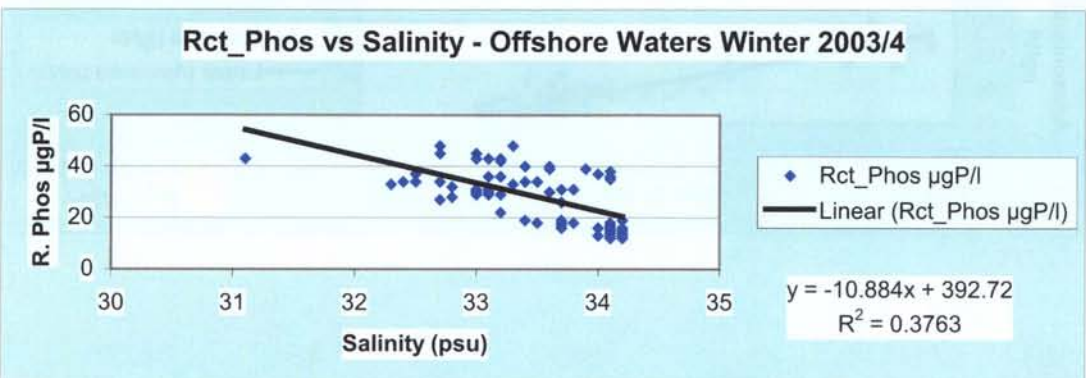 Rct_Phos vs Salinity - Offshore Waters Winter 2003/4
R. Phos µgP/l
60
40
20
0
30 31 32 33 34 35
Salinity (psu)
Rct_Phos µgP/l
Linear (Rct_Phos µgP/l)
y = -10.884x + 392.72
R² = 0.3763